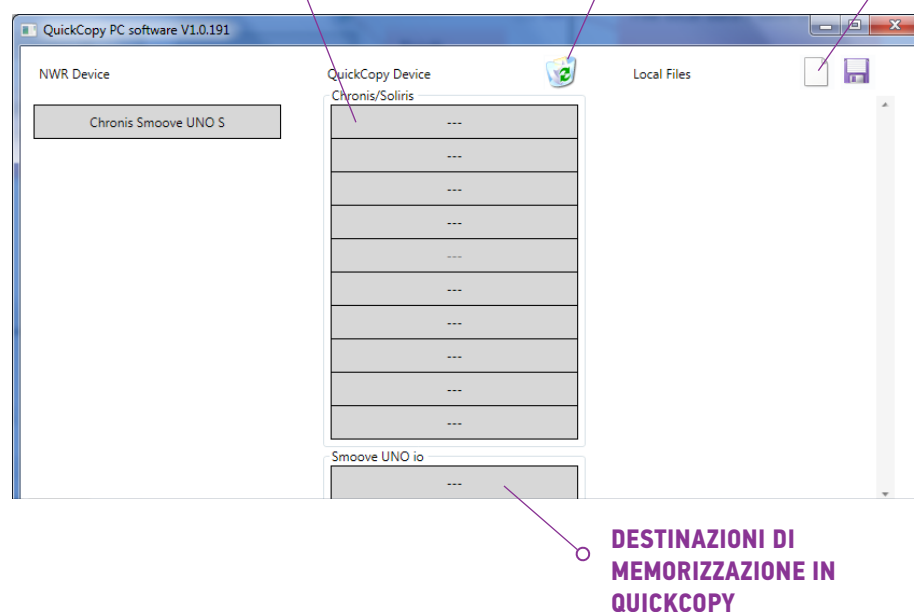 QuickCopy PC software V1.0.191
NWR Device
QuickCopy Device
Local Files
Chronis Smoove UNO S
Chronis/Soliris
---
---
---
---
---
---
---
---
---
---
Smoove UNO io
---
DESTINAZIONI DI
MEMORIZZAZIONE IN
QUICKCOPY